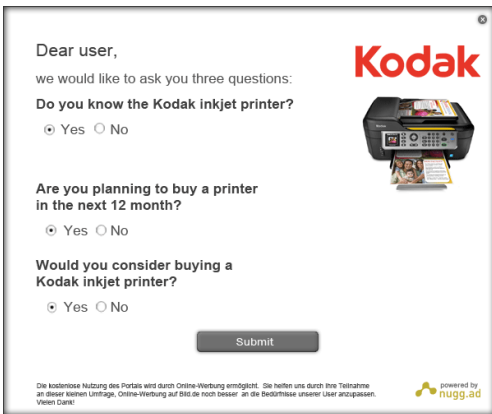 Dear user,
Kodak
we would like to ask you three questions:
Do you know the Kodak inkjet printer?
Yes No
Are you planning to buy a printer
in the next 12 month?
Yes No
Would you consider buying a
Kodak inkjet printer?
Yes No
Submit
Die kostenlose Nutzung des Portals wird durch Online-Werbung ermöglicht. Sie helfen uns durch Ihre Teilnahme
an dieser kleinen Umfrage, Online-Werbung auf Bild.de noch besser an die Bedürfnisse unserer User anzupassen.
Vielen Dank!
powered by
nugg.ad